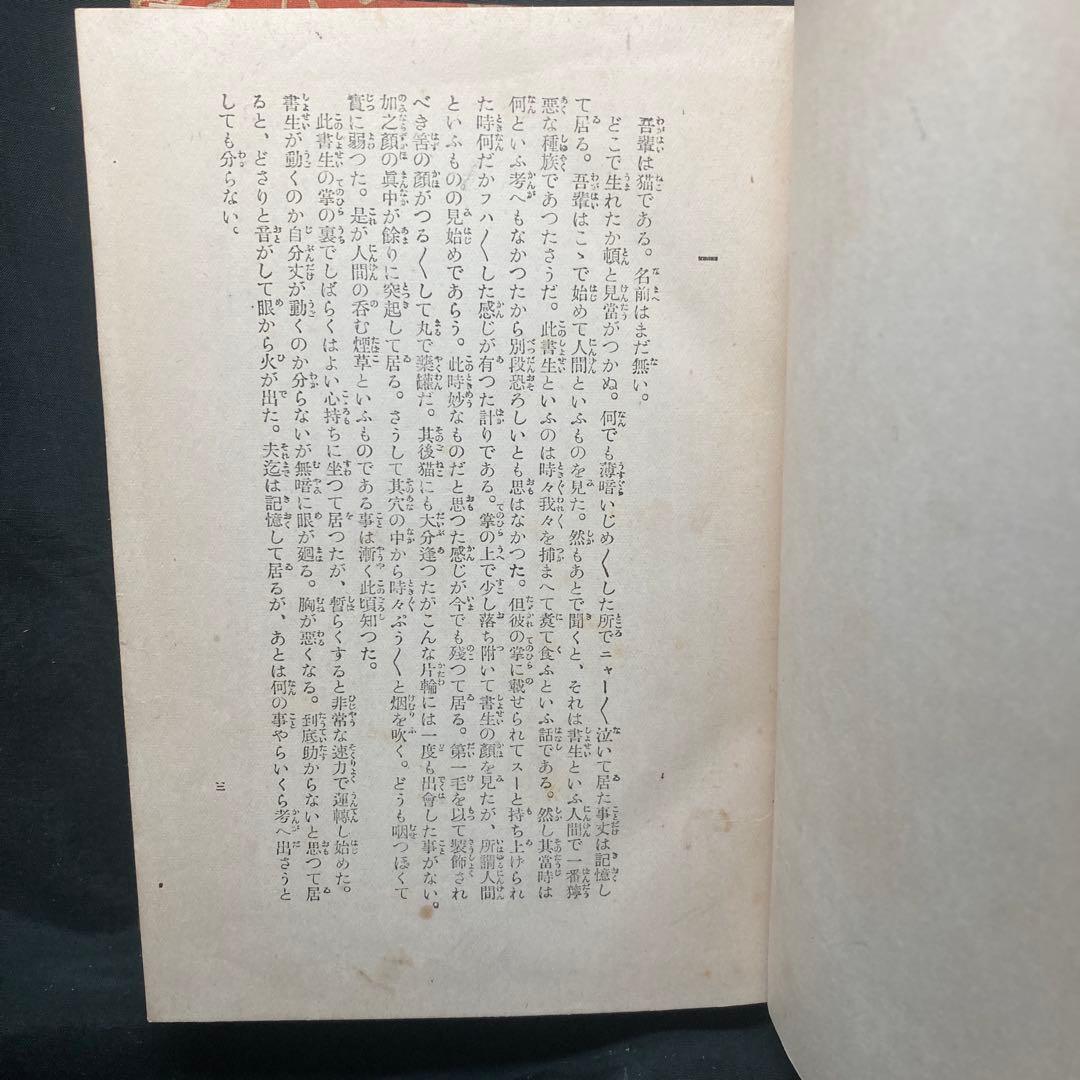 一
吾輩は猫である。名前はまだ無い。
どこで生れたか頓と見當がつかぬ。何でも薄暗いじめ〱した所でニャー〱泣いて居た事丈は記憶し
て居る。吾輩はこゝで始めて人間といふものを見た。然もあとで聞くと、それは書生といふ人間で一番獰
悪な種族であつたさうだ。此書生といふのは時々我々を捕まへて煑て食ふといふ話である。然し其當時は
何といふ考へもなかつたから別段恐ろしいとも思はなかつた。但彼の掌に載せられてスーと持ち上げられ
た時何だかフハ〱した感じが有つた計りである。掌の上で少し落ち附いて書生の顔を見たが、所謂人間
といふものの見始めであらう。此時妙なものだと思つた感じが今でも残つて居る。第一毛を以て装飾され
べき筈の顔がつる〱して丸で藥罐だ。其後猫にも大分逢つたがこんな片輪には一度も出會した事がない。
加之顔の眞中が餘りに突起して居る。さうして其穴の中から時々ぷう〱と烟を吹く。どうも咽つぽくて
實に弱つた。是が人間の呑む煙草といふものである事は漸く此頃知つた。
此書生の掌の裏でしばらくはよい心持ちに坐つて居つたが、暫らくすると非常な速力で運轉し始めた。
書生が動くのか自分丈が動くのか分らないが無暗に眼が廻る。胸が悪くなる。到底助からないと思つて居
ると、どさりと音がして眼から火が出た。夫迄は記憶して居るが、あとは何の事やらいくら考へ出さうと
しても分らない。
三